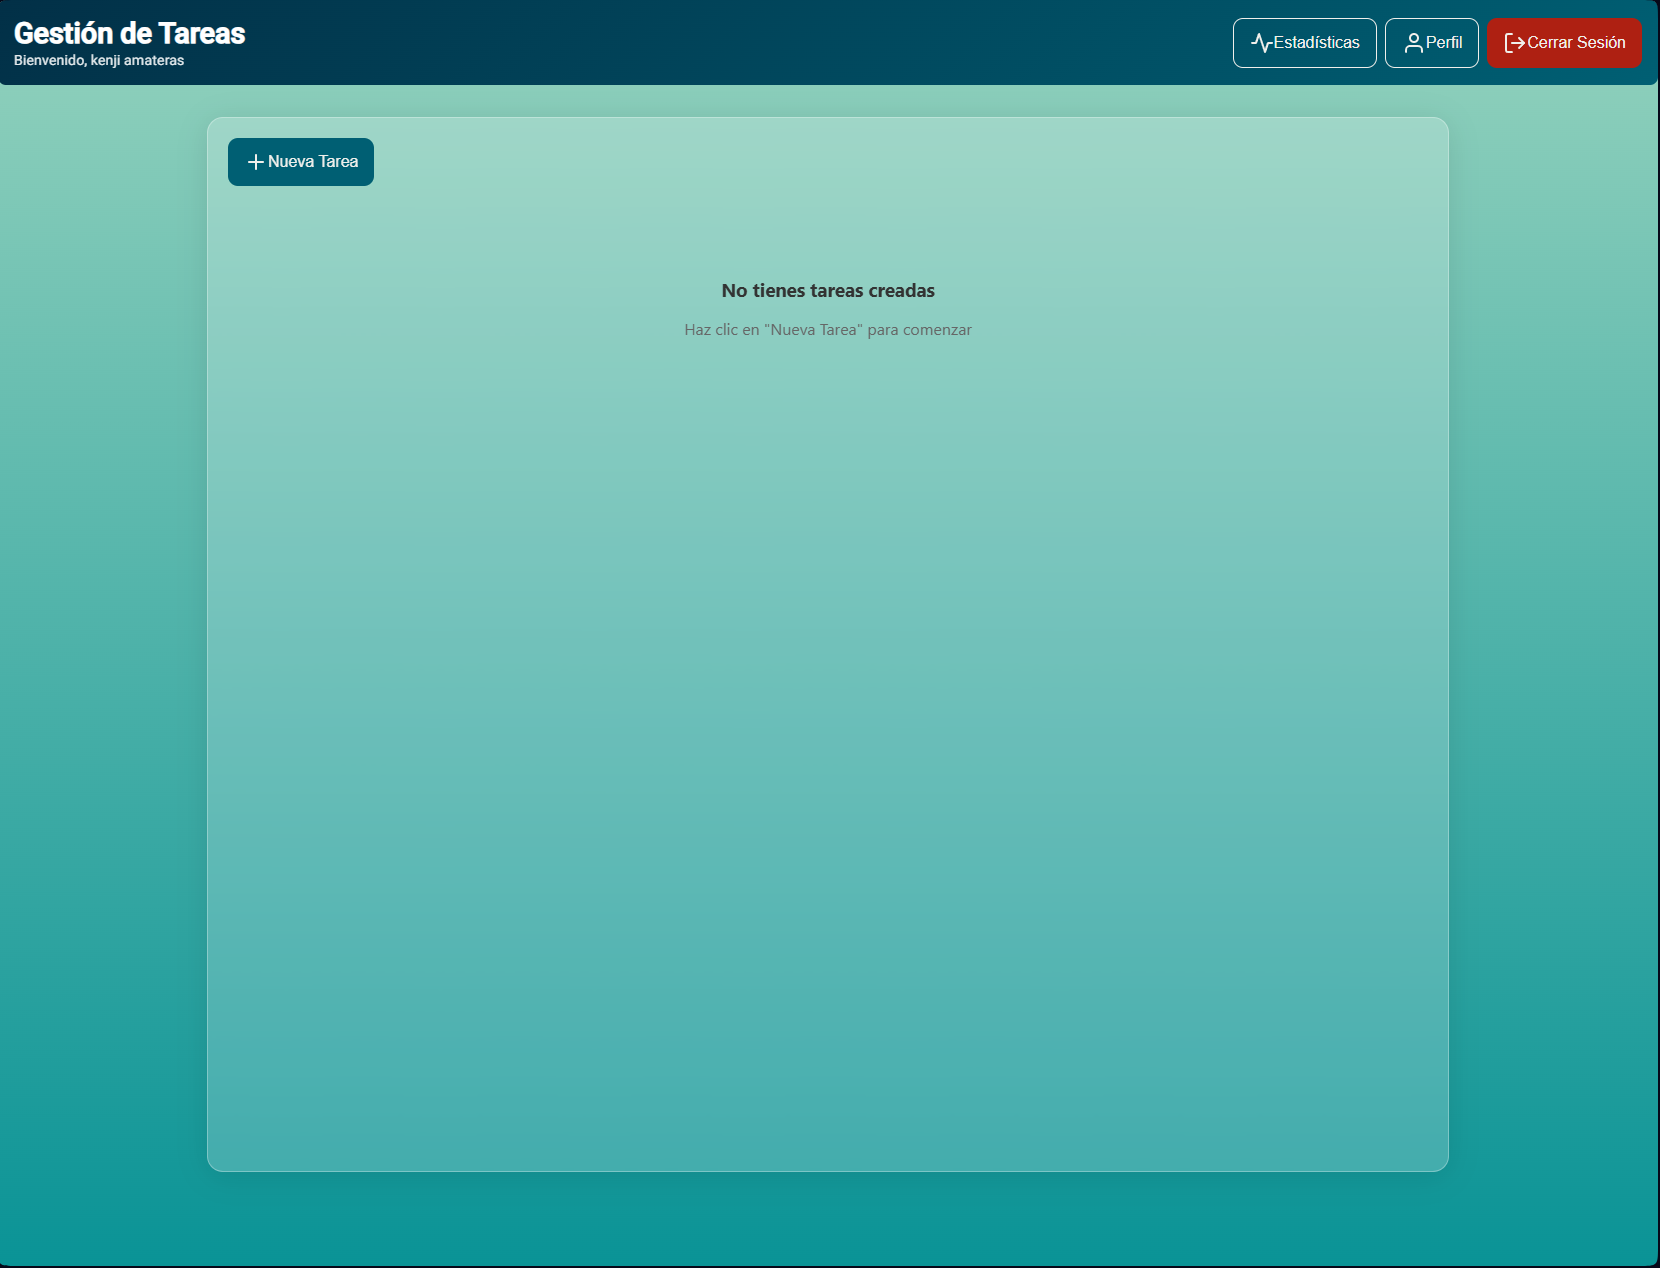 Gestión de Tareas
Bienvenido, kenji amateras
Estadísticas
Perfil
Cerrar Sesión
Nueva Tarea
No tienes tareas creadas
Haz clic en "Nueva Tarea" para comenzar